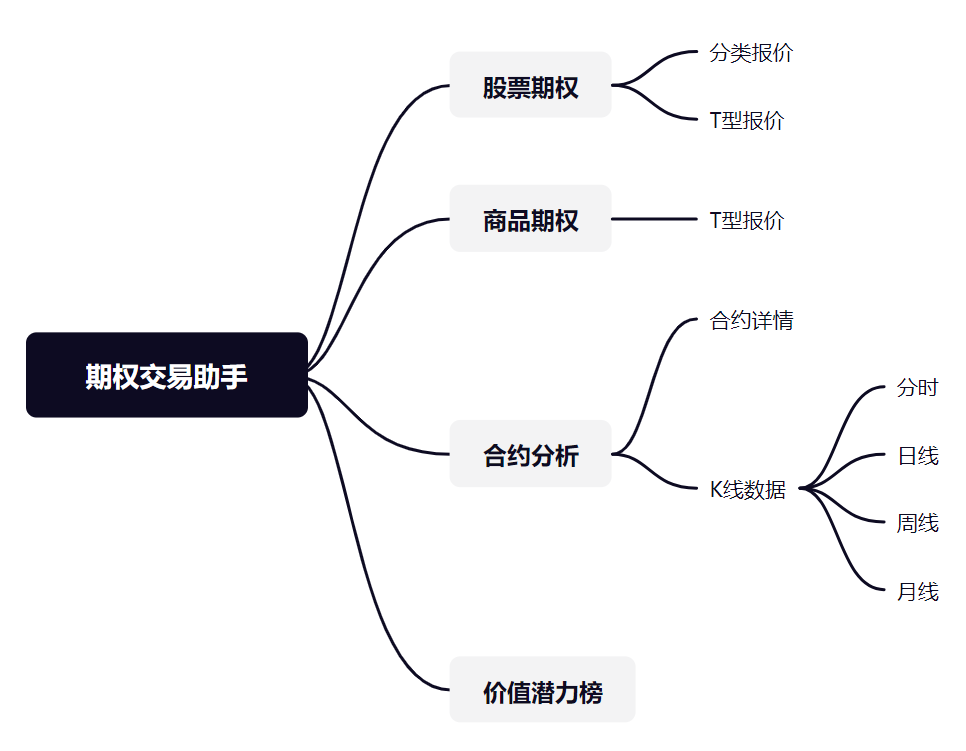 期权交易助手
股票期权
分类报价
T型报价
商品期权
T型报价
合约分析
合约详情
K线数据
分时
日线
周线
月线
价值潜力榜